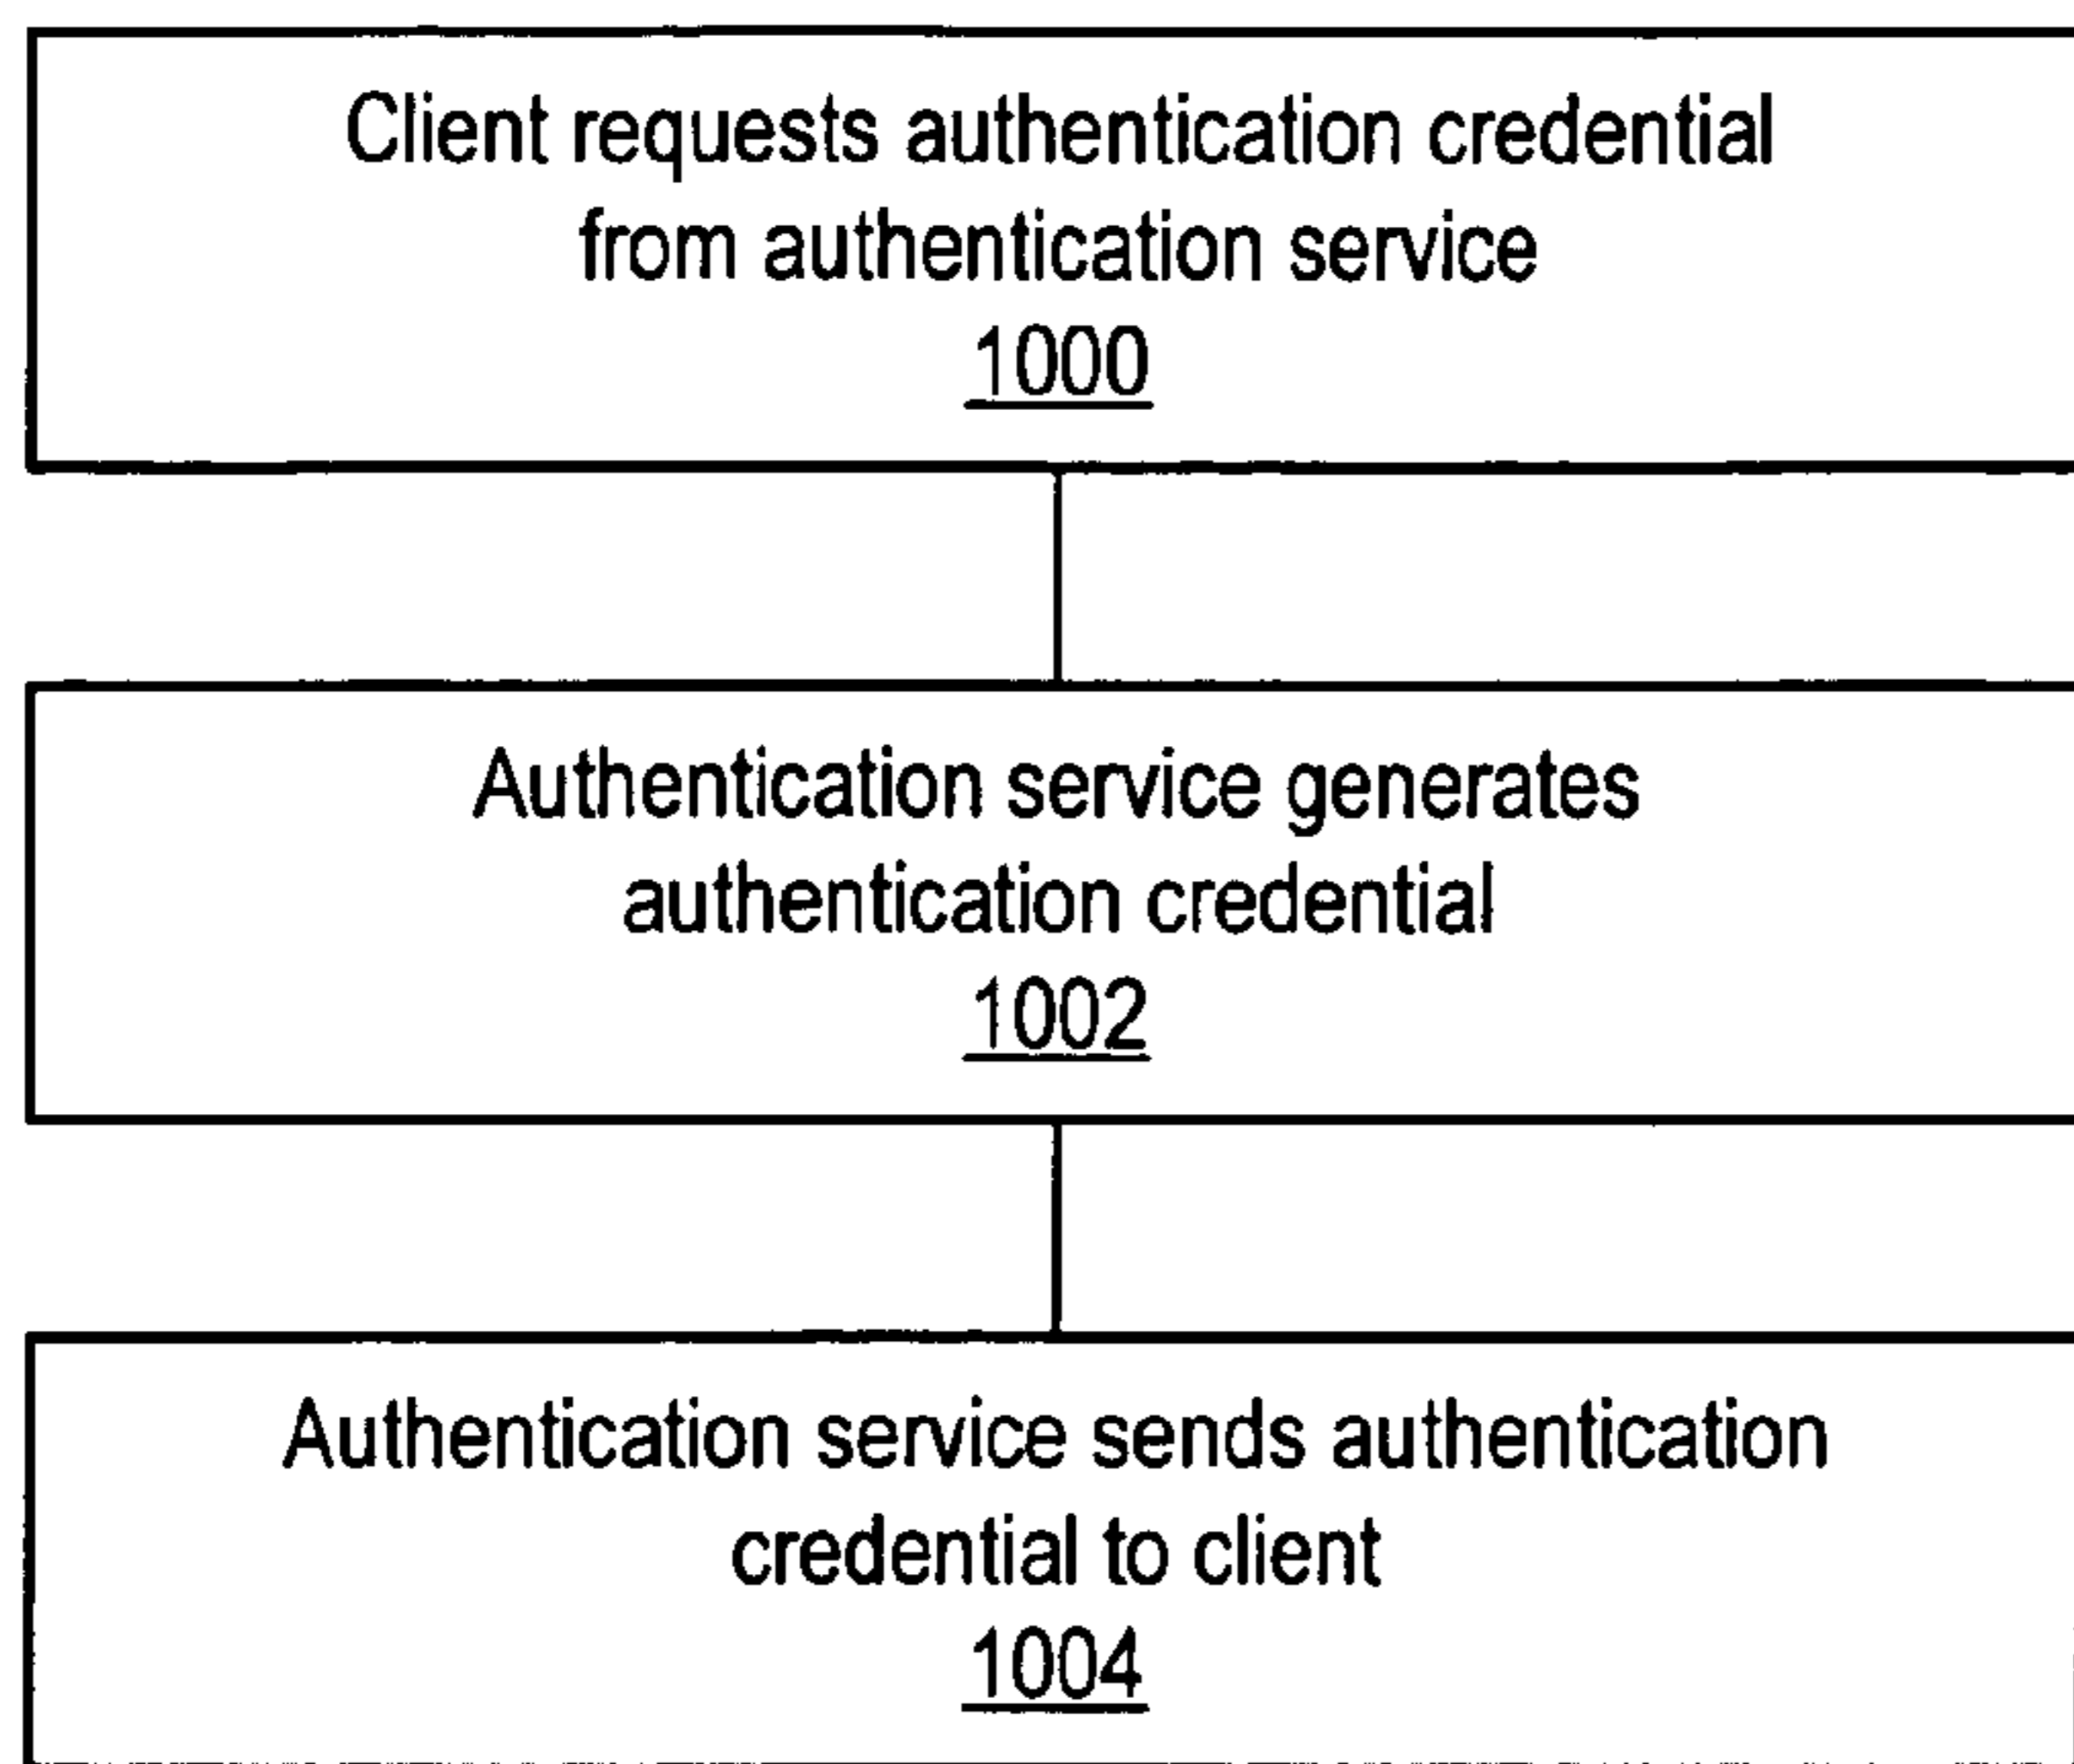 Client requests authentication credential
from authentication service
1000
Authentication service generates
authentication credential
1002
Authentication service sends authentication
credential to client
1004